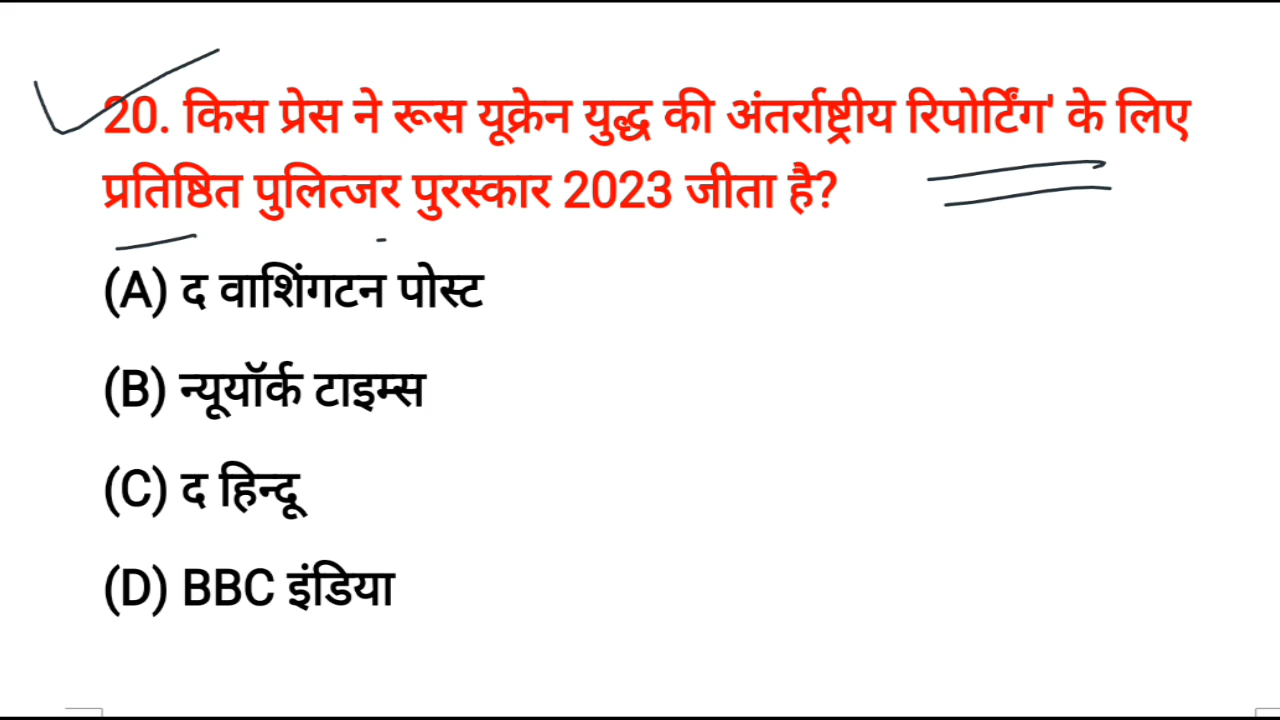 20. किस प्रेस ने रूस यूक्रेन युद्ध की अंतर्राष्ट्रीय रिपोर्टिंग' के लिए
प्रतिष्ठित पुलित्जर पुरस्कार 2023 जीता है?
(A) द वाशिंगटन पोस्ट
(B) न्यूयॉर्क टाइम्स
(C) द हिन्दू
(D) BBC इंडिया